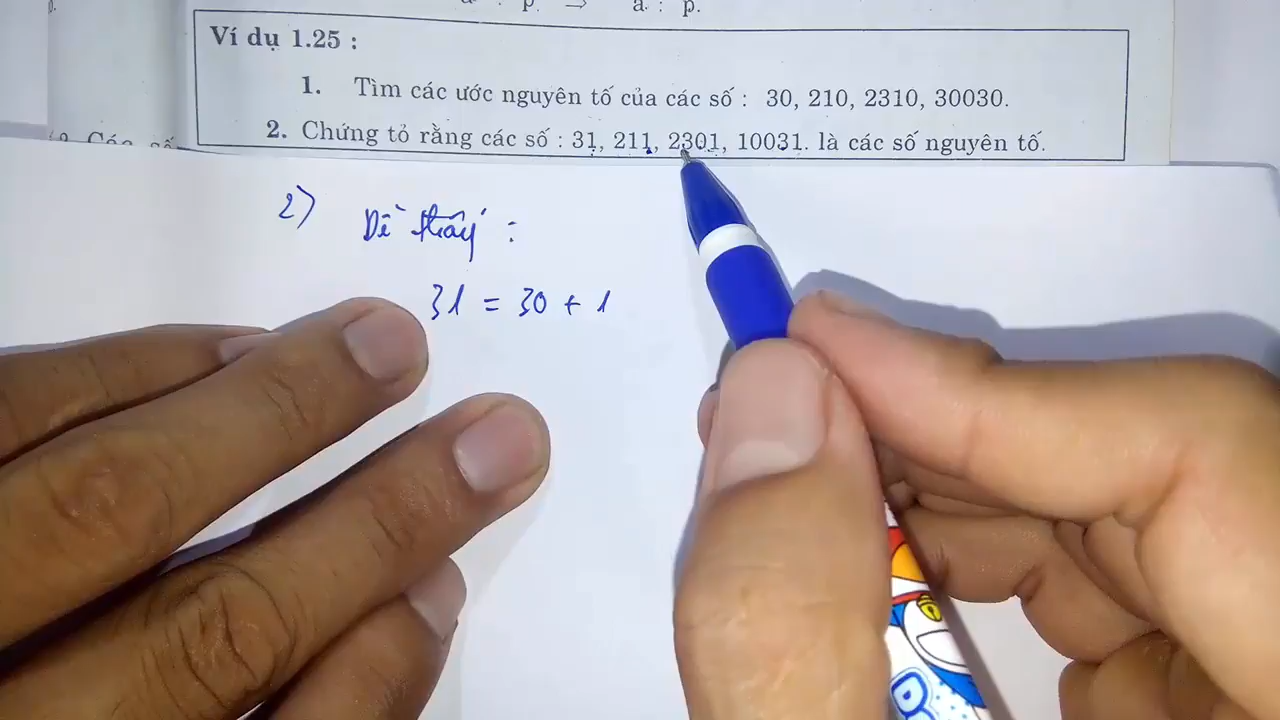 a : p. → a : p.
Ví dụ 1.25 :
1. Tìm các ước nguyên tố của các số : 30, 210, 2310, 30030.
2. Chứng tỏ rằng các số : 31, 211, 2301, 10031. là các số nguyên tố.
2) Dễ thấy :
31 = 30 + 1